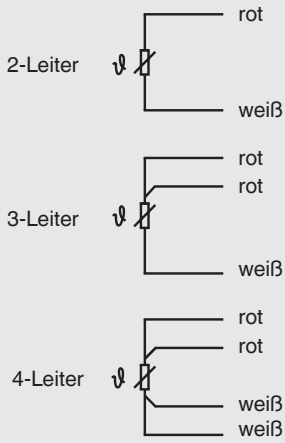 rot
2-Leiter ϑ
weiß
rot
rot
3-Leiter ϑ
weiß
rot
rot
4-Leiter ϑ
weiß
weiß